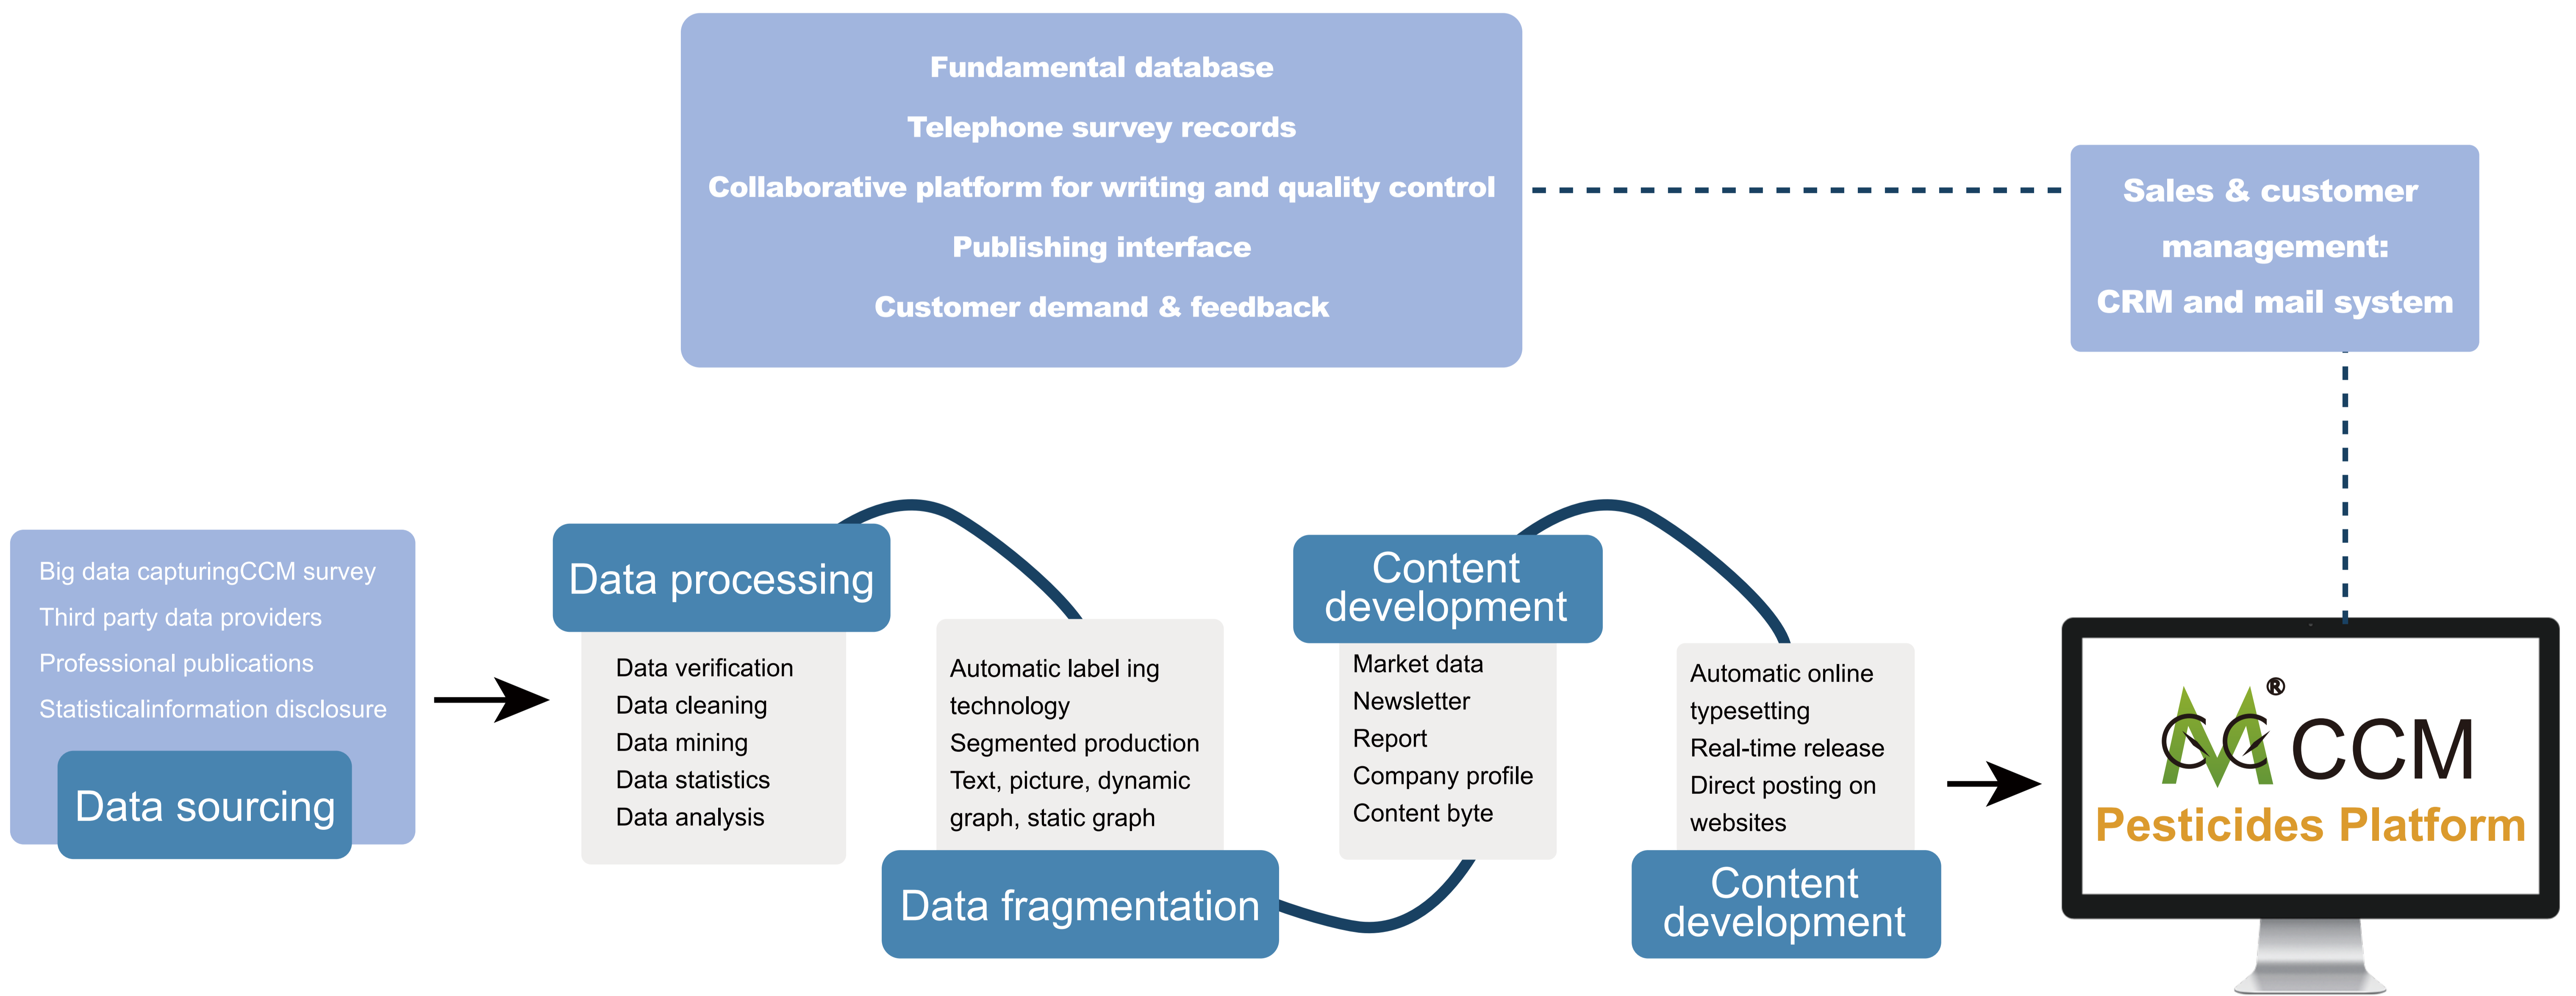 Fundamental database
Telephone survey records
Collaborative platform for writing and quality control
Publishing interface
Customer demand & feedback
Sales & customer
management:
CRM and mail system
Big data capturingCCM survey
Third party data providers
Professional publications
Statisticalinformation disclosure
Data sourcing
Data processing
Data verification
Data cleaning
Data mining
Data statistics
Data analysis
Automatic label ing
technology
Segmented production
Text, picture, dynamic
graph, static graph
Data fragmentation
Content
development
Market data
Newsletter
Report
Company profile
Content byte
Automatic online
typesetting
Real-time release
Direct posting on
websites
Content
development
® CCM
Pesticides Platform